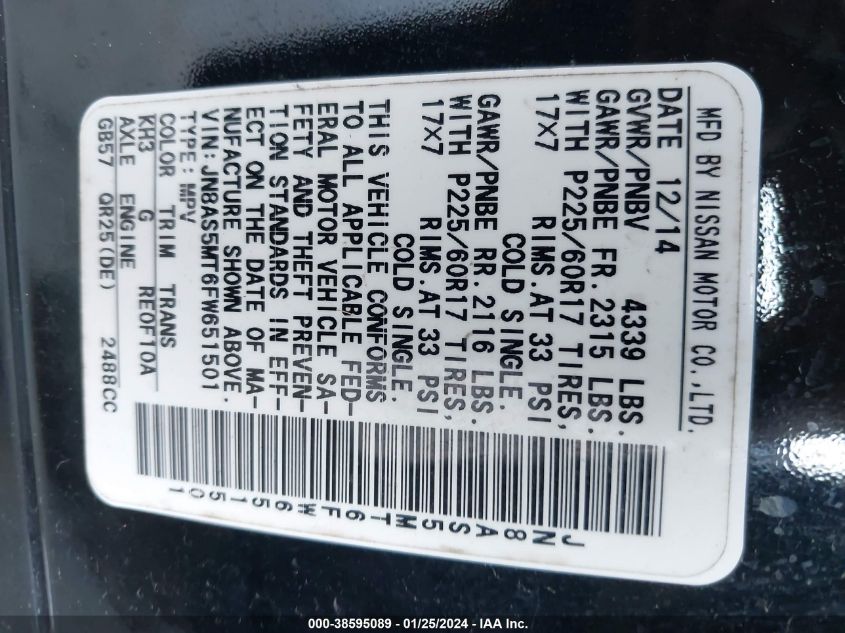 MFD BY NISSAN MOTOR CO.,LTD.
DATE 12/14
GVWR/PNBV 4339 LBS.
GAWR/PNBE FR. 2315 LBS.
WITH P225/60R17 TIRES,
17X7 RIMS.AT 33 PSI
COLD SINGLE.
GAWR/PNBE RR. 2116 LBS.
WITH P225/60R17 TIRES,
17X7 RIMS.AT 33 PSI
COLD SINGLE.
THIS VEHICLE CONFORMS
TO ALL APPLICABLE FED-
ERAL MOTOR VEHICLE SA-
FETY AND THEFT PREVEN-
TION STANDARDS IN EFF-
ECT ON THE DATE OF MA-
NUFACTURE SHOWN ABOVE.
VIN: JN8AS5MT6FW651501
TYPE: MPV
COLOR TRIM TRANS
KH3 G RE0F10A
AXLE ENGINE
GB57 QR25(DE) 2488CC
JN8AS5MT6FW651501
000-38595089 - 01/25/2024 - IAA Inc.